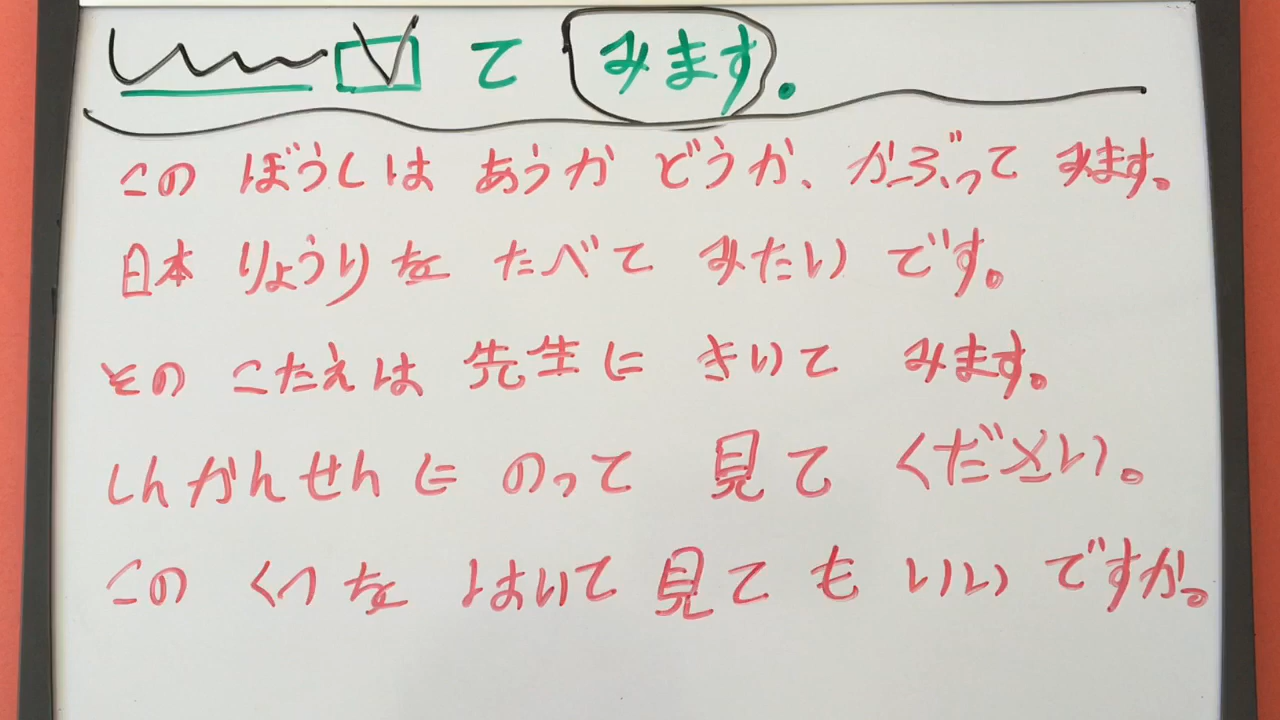 V て みます。
この ぼうしは あうか どうか、かぶって みます。
日本 りょうりを たべて みたい です。
その こたえは 先生に きいて みます。
しんかんせんに のって 見て ください。
この くつを はいて 見て も いい ですか。